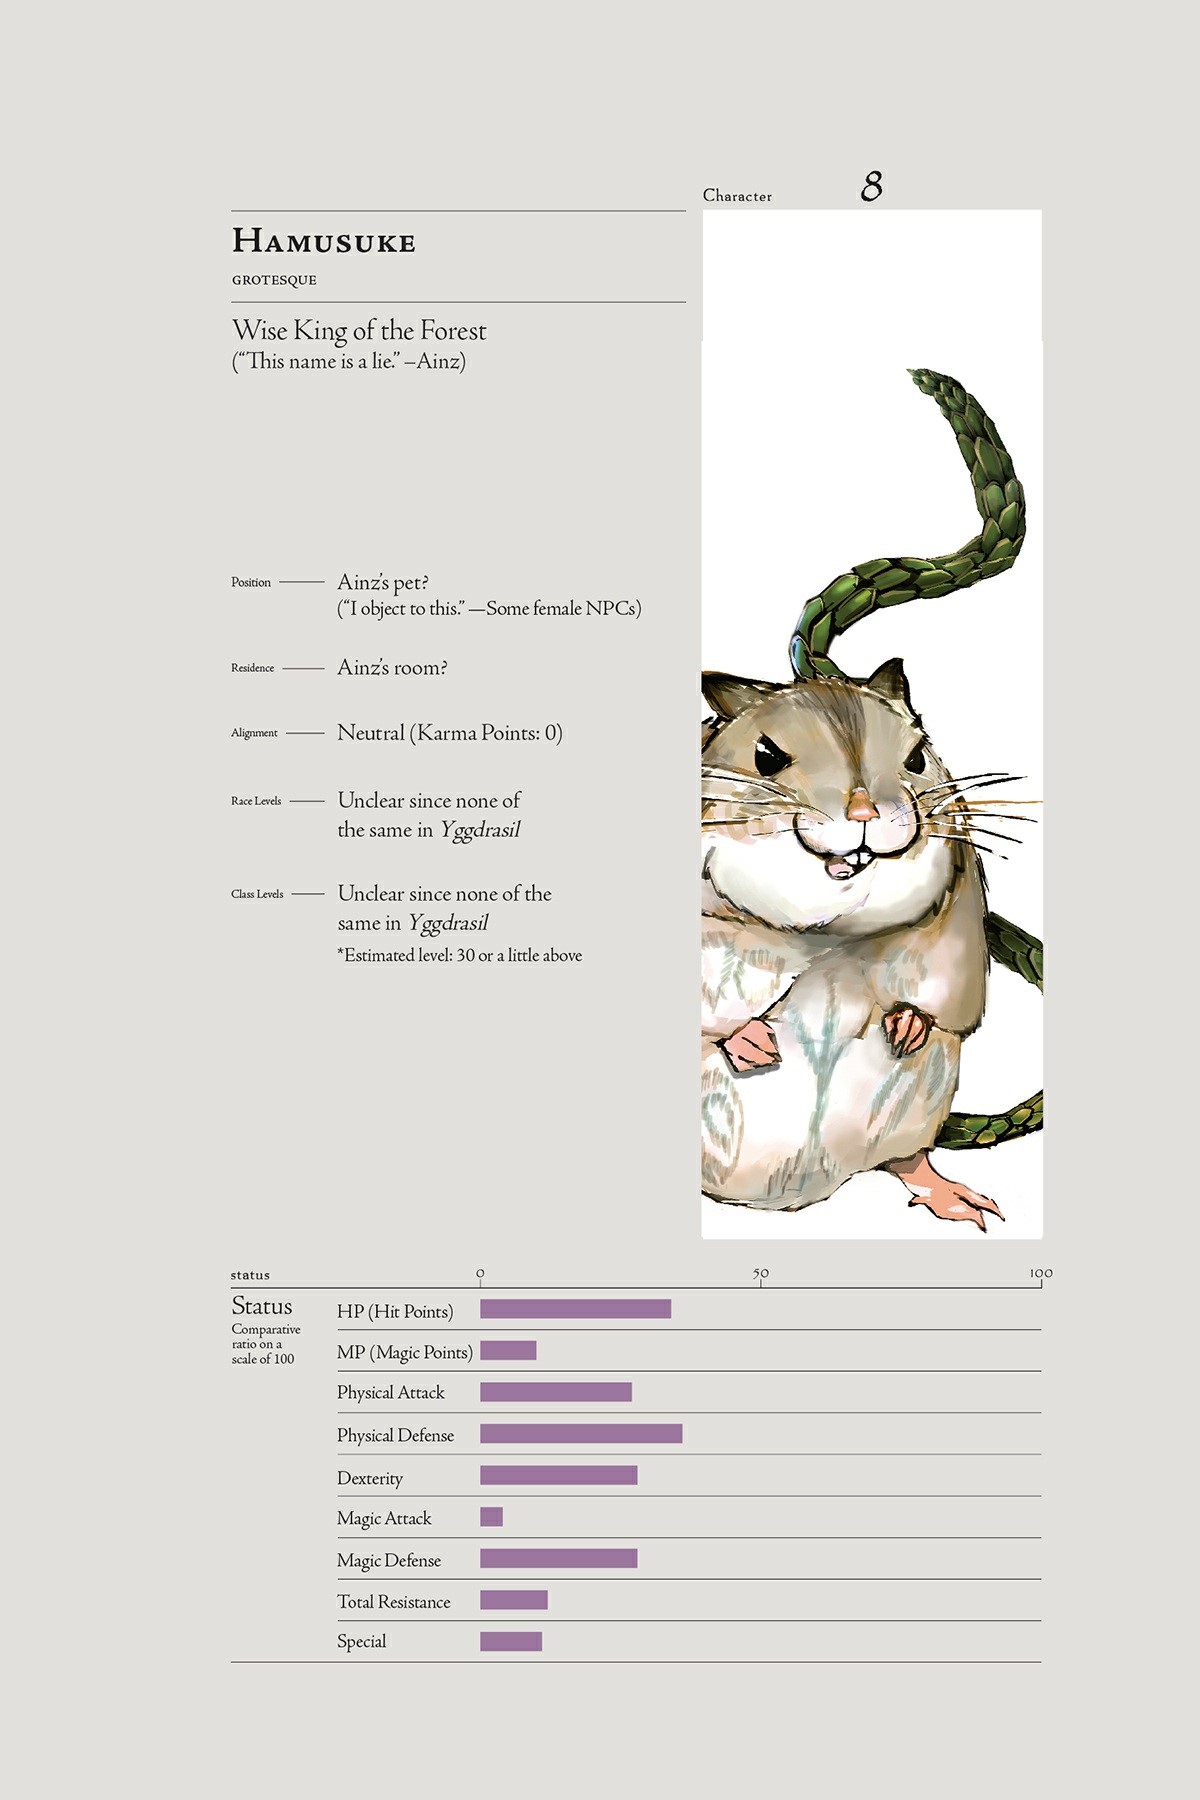 Character 8
HAMUSUKE
GROTESQUE
Wise King of the Forest
(“This name is a lie.” –Ainz)
Position Ainz’s pet?
(“I object to this.” —Some female NPCs)
Residence Ainz’s room?
Alignment Neutral (Karma Points: 0)
Race Levels Unclear since none of
the same in Yggdrasil
Class Levels Unclear since none of the
same in Yggdrasil
*Estimated level: 30 or a little above
status 0 50 100
Status
Comparative
ratio on a
scale of 100
HP (Hit Points)
MP (Magic Points)
Physical Attack
Physical Defense
Dexterity
Magic Attack
Magic Defense
Total Resistance
Special